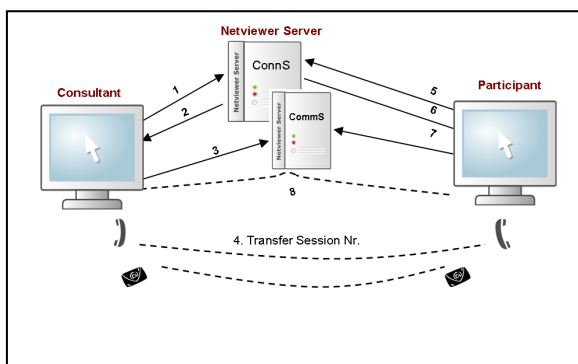 Netviewer Server
Netviewer Server
ConnS
Consultant
Participant
1
2
3
Netviewer Server
CommS
5
6
7
8
4. Transfer Session Nr.